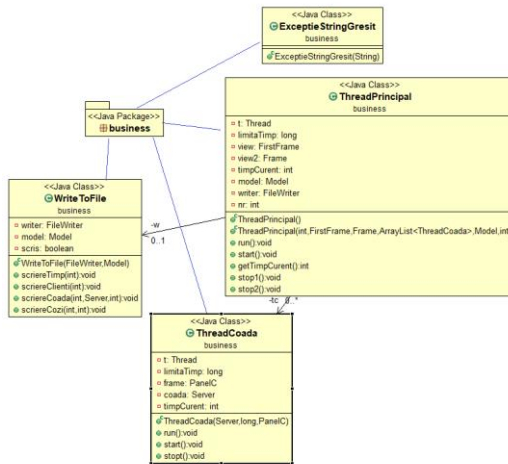 <<Java Class>>
ExceptieStringGresit
business
ExceptieStringGresit(String)
<<Java Class>>
ThreadPrincipal
business
t: Thread
limitaTimp: long
view: FirstFrame
view2: Frame
timpCurent: int
model: Model
writer: FileWriter
nr: int
ThreadPrincipal()
ThreadPrincipal(int,FirstFrame,Frame,ArrayList<ThreadCoada>,Model,int
run():void
start():void
getTimpCurent():int
stop1():void
stop2():void
<<Java Package>>
business
<<Java Class>>
WriteToFile
business
writer: FileWriter
model: Model
scris: boolean
WriteToFile(FileWriter,Model)
scriereTimp(int):void
scriereClienti():void
scriereCoada(int,Server,int):void
scriereCozi(int,int):void
-w
0..1
-tc 0..*
<<Java Class>>
ThreadCoada
business
t: Thread
limitaTimp: long
frame: PanelC
coada: Server
timpCurent: int
ThreadCoada(Server,long,PanelC)
run():void
start():void
stopt():void